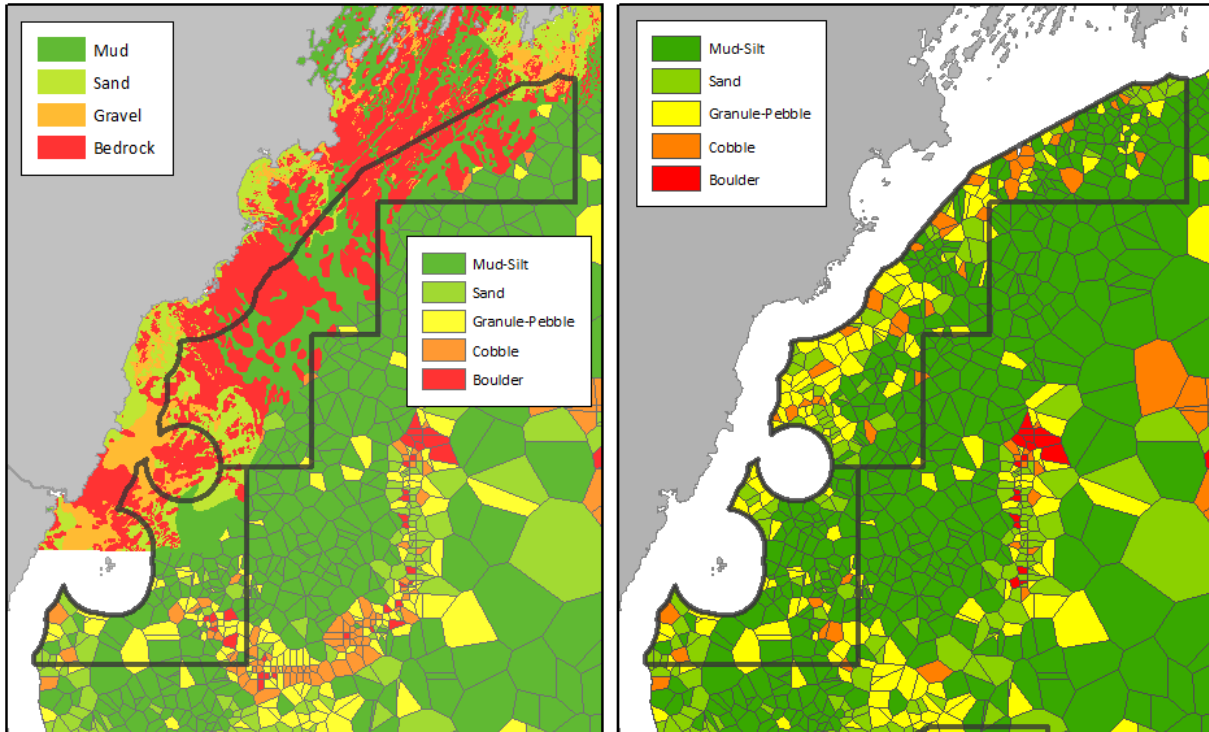 Mud
Sand
Gravel
Bedrock
Mud-Silt
Sand
Granule-Pebble
Cobble
Boulder
Mud-Silt
Sand
Granule-Pebble
Cobble
Boulder